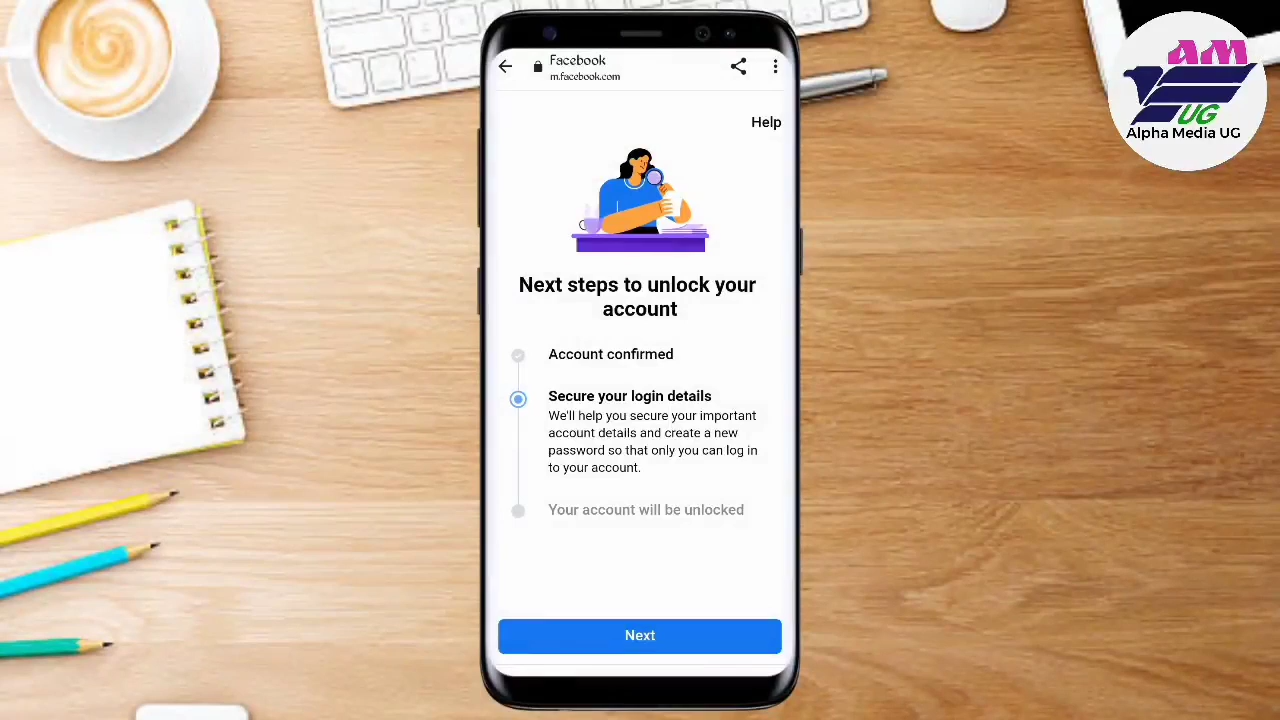 Facebook
m.facebook.com
Help
Next steps to unlock your
account
Account confirmed
Secure your login details
We'll help you secure your important
account details and create a new
password so that only you can log in
to your account.
Your account will be unlocked
Next
AM
UG
Alpha Media UG